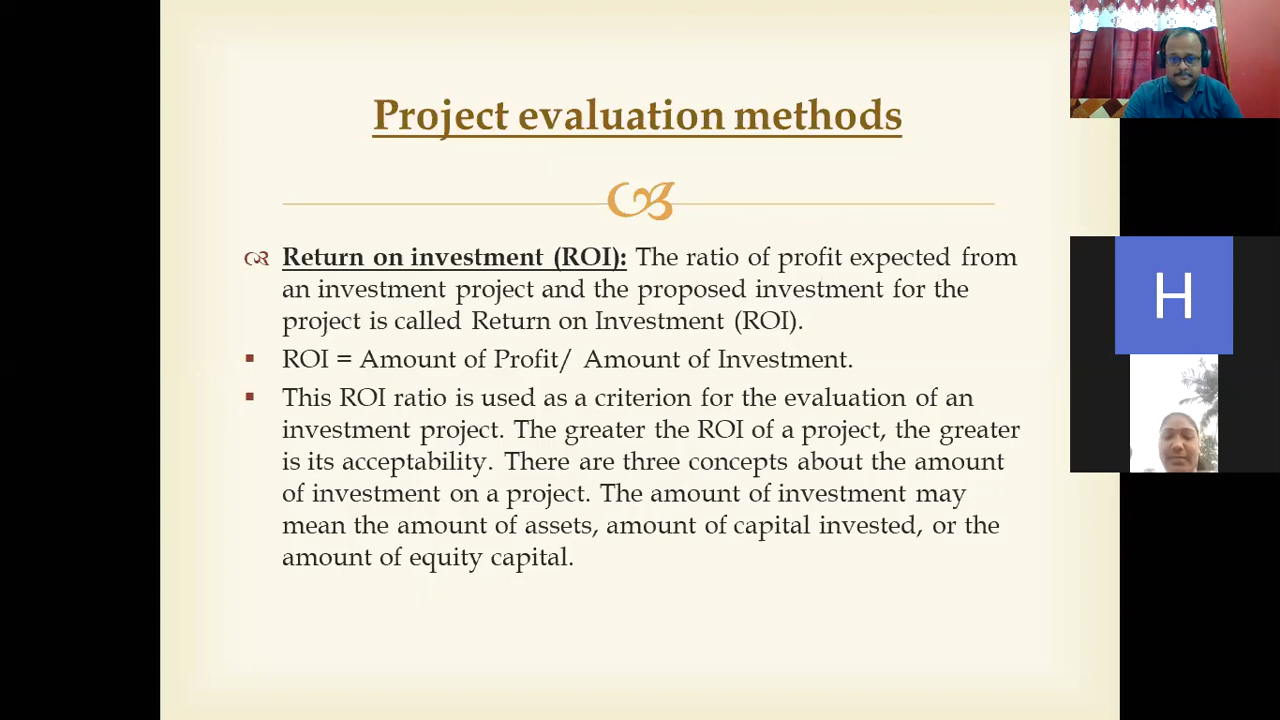 Project evaluation methods
Return on investment (ROI): The ratio of profit expected from
an investment project and the proposed investment for the
project is called Return on Investment (ROI).
ROI = Amount of Profit/ Amount of Investment.
This ROI ratio is used as a criterion for the evaluation of an
investment project. The greater the ROI of a project, the greater
is its acceptability. There are three concepts about the amount
of investment on a project. The amount of investment may
mean the amount of assets, amount of capital invested, or the
amount of equity capital.
H